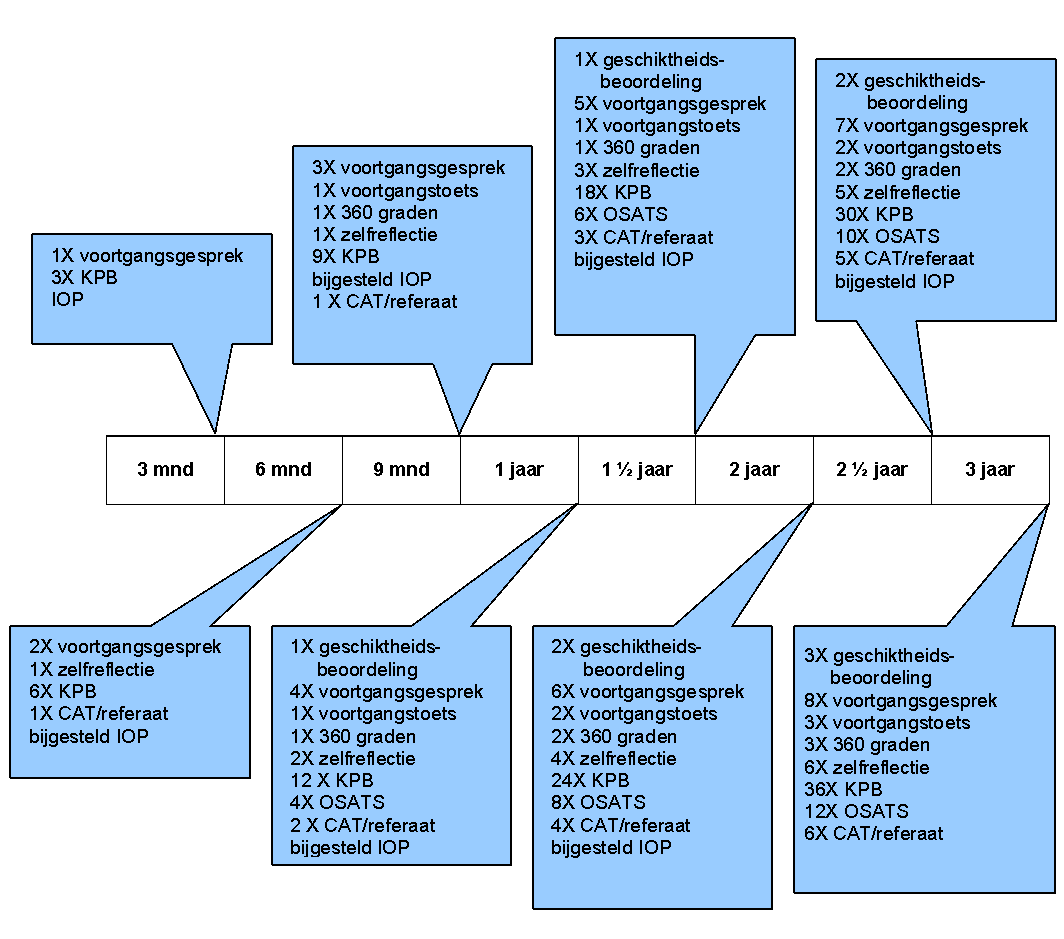 1X voortgangsgesprek
3X KPB
IOP
3X voortgangsgesprek
1X voortgangstoets
1X 360 graden
1X zelfreflectie
9X KPB
bijgesteld IOP
1 X CAT/referaat
1X geschiktheids-
beoordeling
5X voortgangsgesprek
1X voortgangstoets
1X 360 graden
3X zelfreflectie
18X KPB
6X OSATS
3X CAT/referaat
bijgesteld IOP
2X geschiktheids-
beoordeling
7X voortgangsgesprek
2X voortgangstoets
2X 360 graden
5X zelfreflectie
30X KPB
10X OSATS
5X CAT/referaat
bijgesteld IOP
3 mnd 6 mnd 9 mnd 1 jaar 1 ½ jaar 2 jaar 2 ½ jaar 3 jaar
2X voortgangsgesprek
1X zelfreflectie
6X KPB
1X CAT/referaat
bijgesteld IOP
1X geschiktheids-
beoordeling
4X voortgangsgesprek
1X voortgangstoets
1X 360 graden
2X zelfreflectie
12 X KPB
4X OSATS
2 X CAT/referaat
bijgesteld IOP
2X geschiktheids-
beoordeling
6X voortgangsgesprek
2X voortgangstoets
2X 360 graden
4X zelfreflectie
24X KPB
8X OSATS
4X CAT/referaat
bijgesteld IOP
3X geschiktheids-
beoordeling
8X voortgangsgesprek
3X voortgangstoets
3X 360 graden
6X zelfreflectie
36X KPB
12X OSATS
6X CAT/referaat